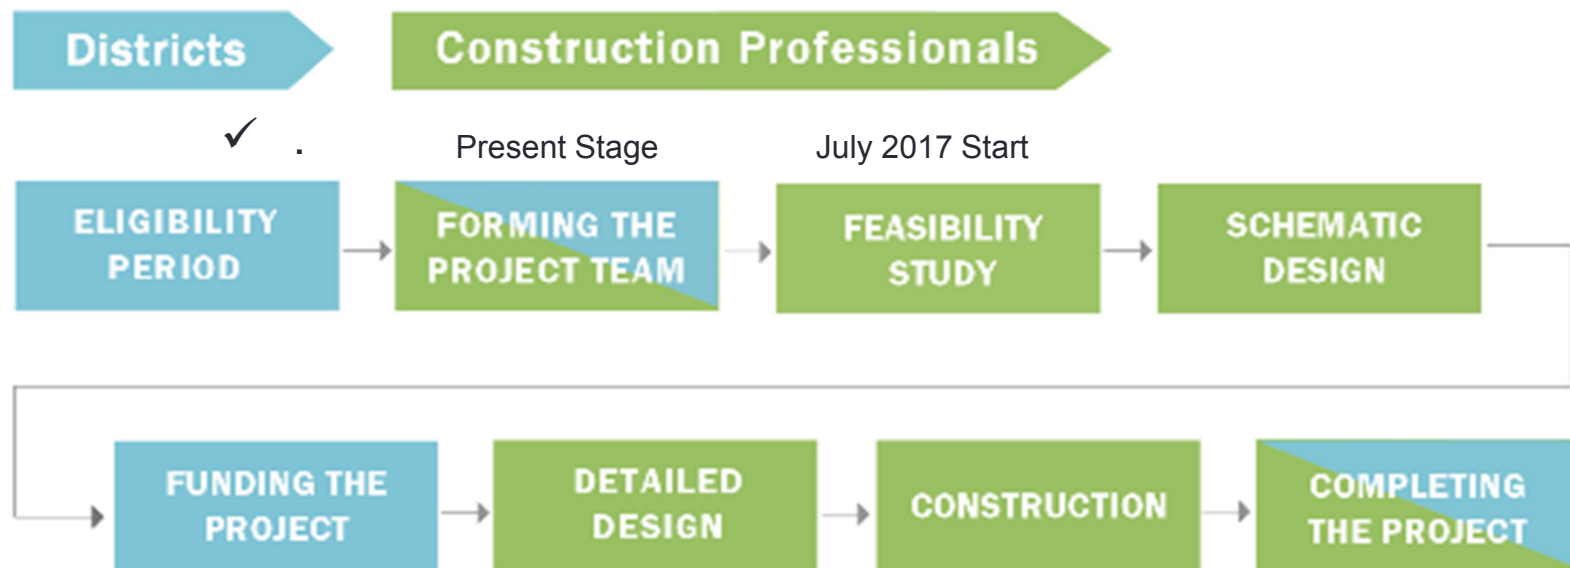 Districts
Construction Professionals
✓ .
Present Stage
July 2017 Start
ELIGIBILITY
PERIOD
FORMING THE
PROJECT TEAM
FEASIBILITY
STUDY
SCHEMATIC
DESIGN
FUNDING THE
PROJECT
DETAILED
DESIGN
CONSTRUCTION
COMPLETING
THE PROJECT